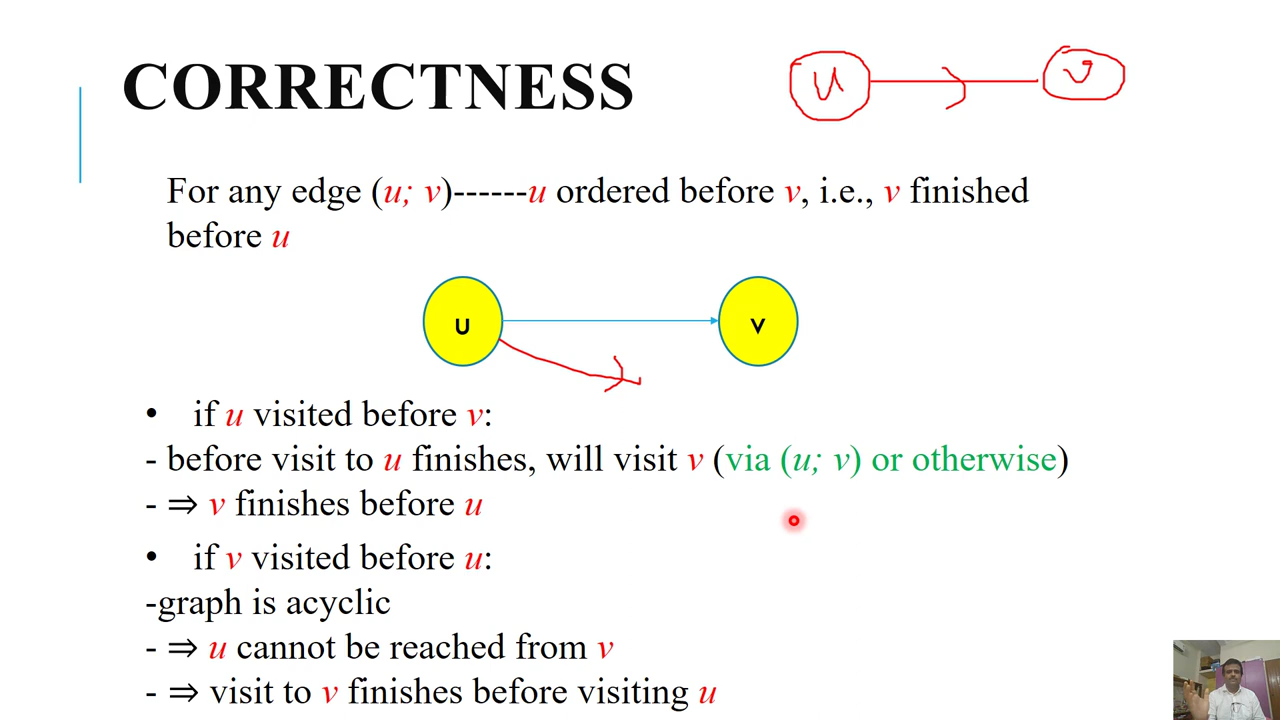 CORRECTNESS
u
v
For any edge (u; v)------u ordered before v, i.e., v finished
before u
u
v
• if u visited before v:
- before visit to u finishes, will visit v (via (u; v) or otherwise)
- ⇒ v finishes before u
• if v visited before u:
-graph is acyclic
- ⇒ u cannot be reached from v
- ⇒ visit to v finishes before visiting u